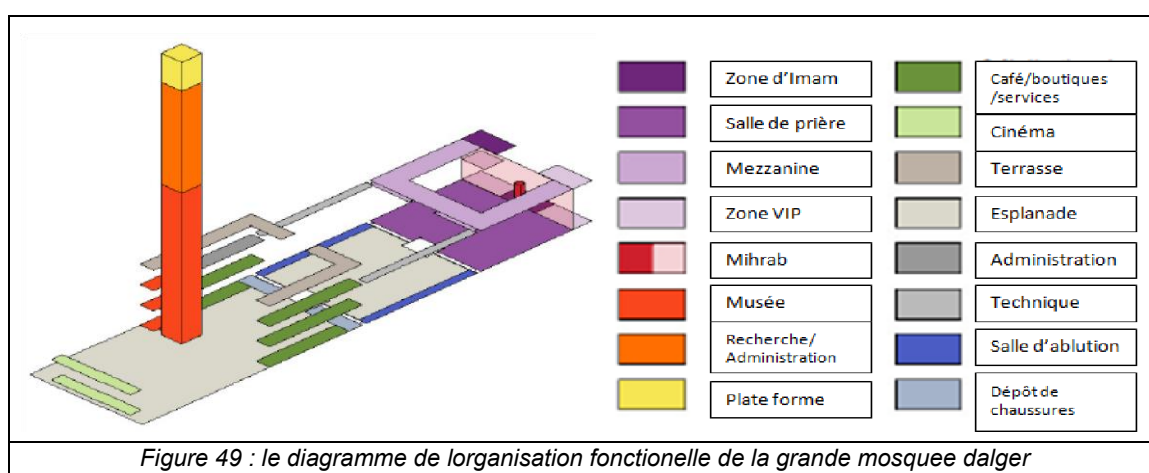 Zone d'Imam
Salle de prière
Mezzanine
Zone VIP
Mihrab
Musée
Recherche/
Administration
Plate forme
Café/boutiques
/services
Cinéma
Terrasse
Esplanade
Administration
Technique
Salle d'ablution
Dépôt de
chaussures
Figure 49 : le diagramme de lorganisation fonctionelle de la grande mosquee dalger